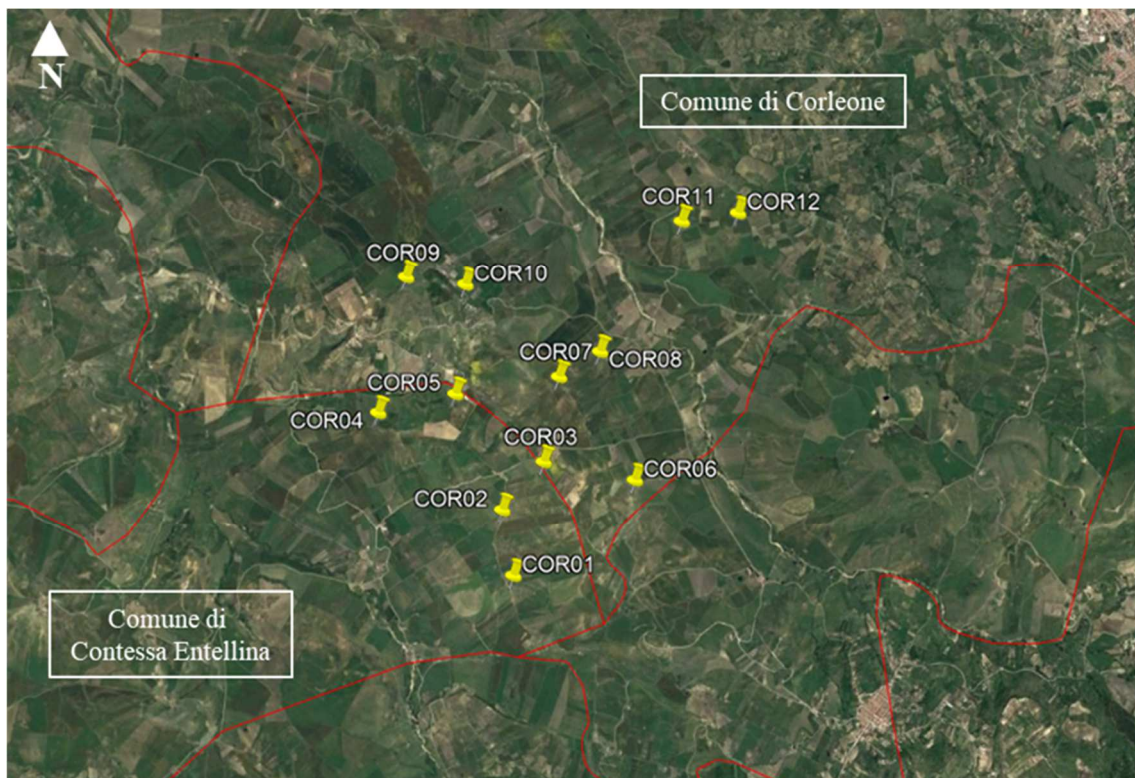 N
Comune di Corleone
COR11
COR12
COR09
COR10
COR07
COR08
COR05
COR04
COR03
COR06
COR02
COR01
Comune di
Contessa Entellina